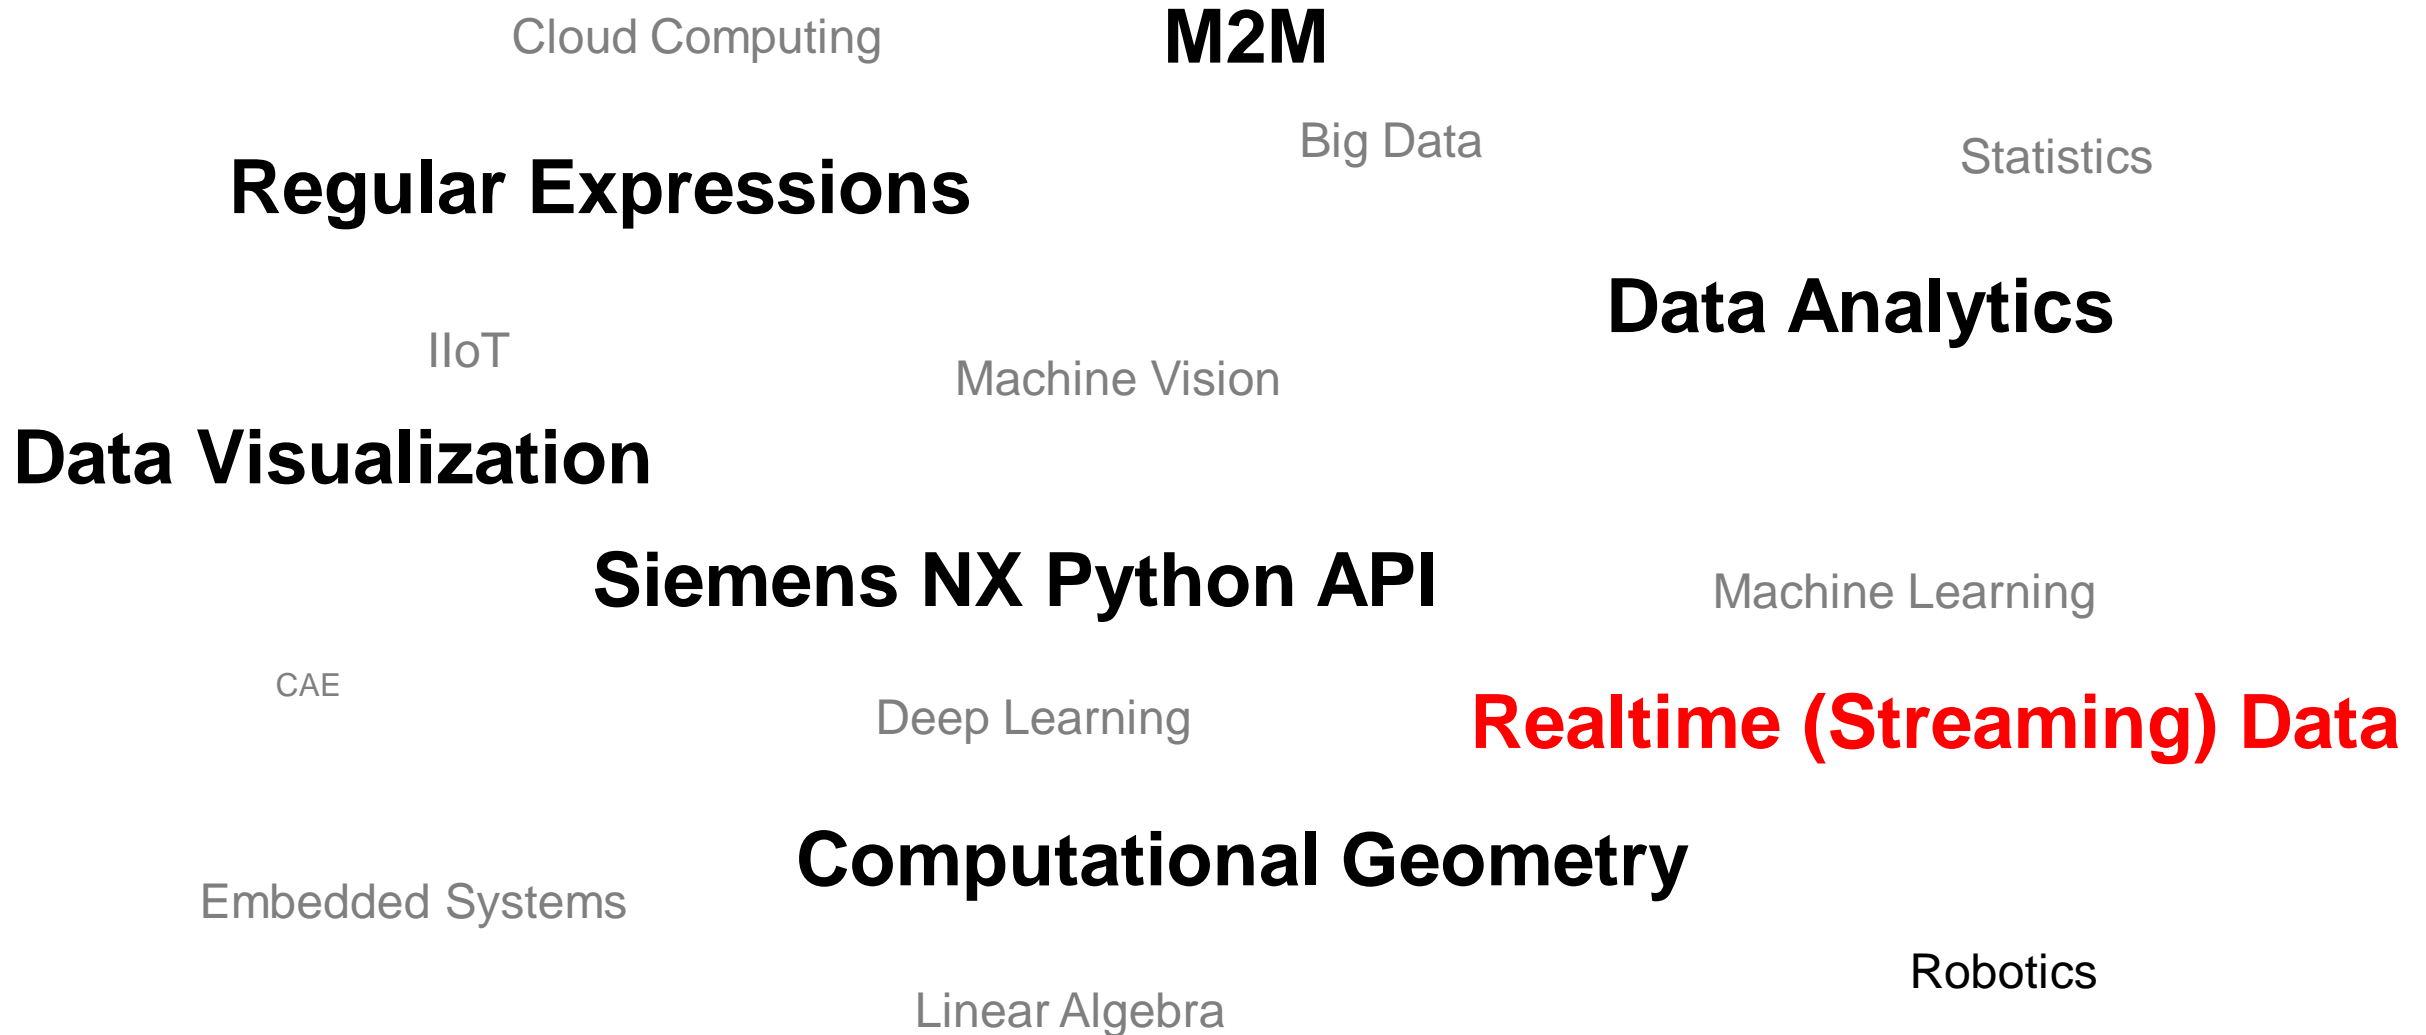 Cloud Computing
M2M
Big Data
Statistics
Regular Expressions
Data Analytics
IIoT
Machine Vision
Data Visualization
Siemens NX Python API
Machine Learning
CAE
Deep Learning
Realtime (Streaming) Data
Computational Geometry
Embedded Systems
Robotics
Linear Algebra